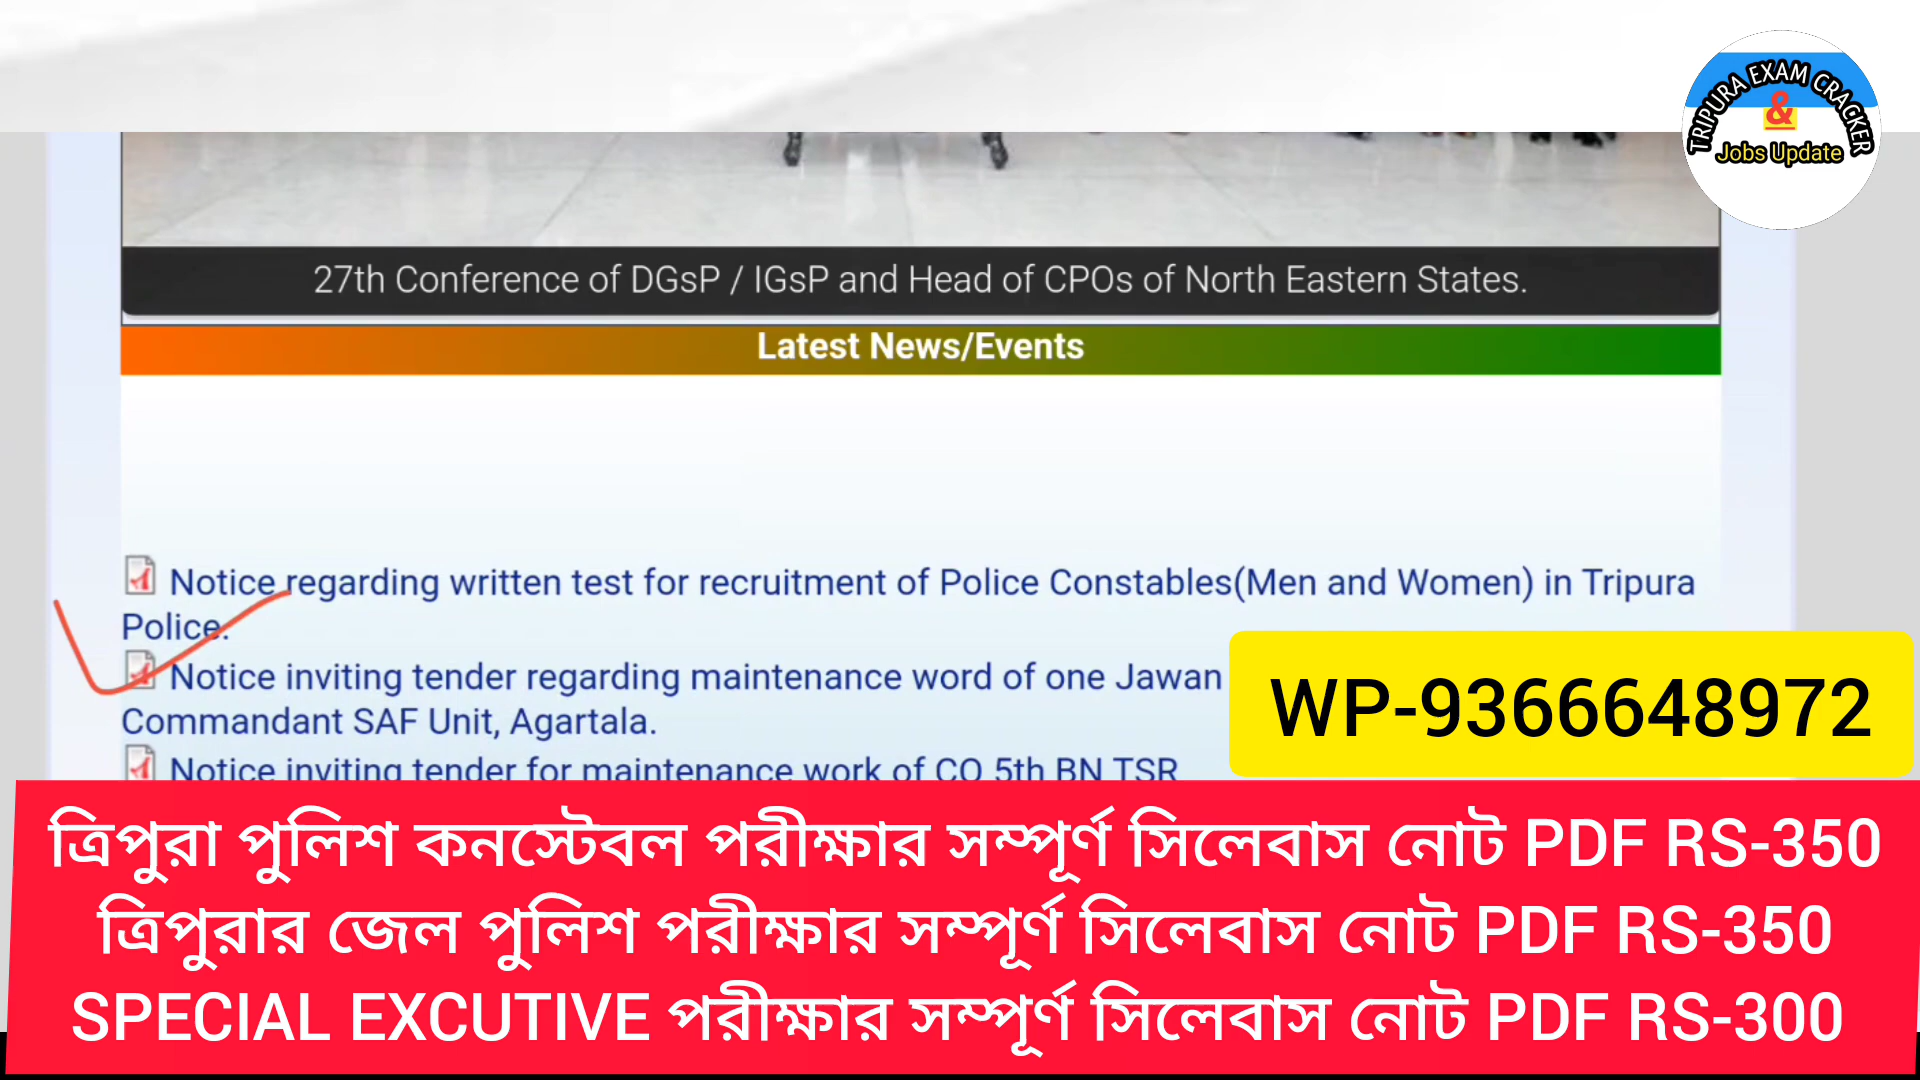 TRIPURA EXAM CRACKER
&
Jobs Update
27th Conference of DGsP / IGsP and Head of CPOs of North Eastern States.
Latest News/Events
Notice regarding written test for recruitment of Police Constables(Men and Women) in Tripura
Police.
Notice inviting tender regarding maintenance word of one Jawan
Commandant SAF Unit, Agartala.
Notice inviting tender for maintenance work of CO 5th BN TSR
WP-9366648972
ত্রিপুরা পুলিশ কনস্টেবল পরীক্ষার সম্পূর্ণ সিলেবাস নোট PDF RS-350
ত্রিপুরার জেল পুলিশ পরীক্ষার সম্পূর্ণ সিলেবাস নোট PDF RS-350
SPECIAL EXCUTIVE পরীক্ষার সম্পূর্ণ সিলেবাস নোট PDF RS-300